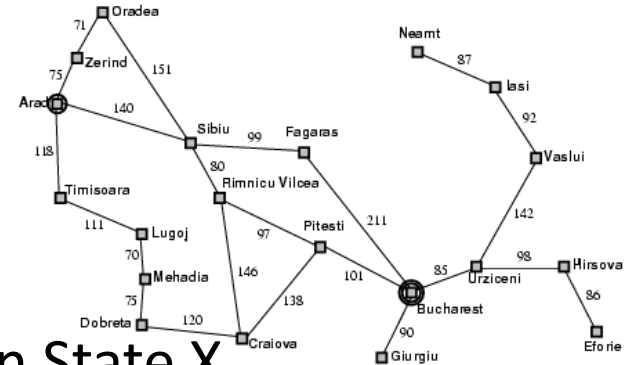 Oradea
71
Neamt
Zerind
87
75
151
Iasi
Arad
140
92
Sibiu
Fagaras
99
118
Vaslui
80
Rimnicu Vilcea
Timisoara
142
111
211
Lugoj
97
Pitesti
70
98
Hirsova
85
Mehadia
146
101
Urziceni
75
138
86
Bucharest
120
90
Dobreta
Craiova
Eforie
Giurgiu
n State X